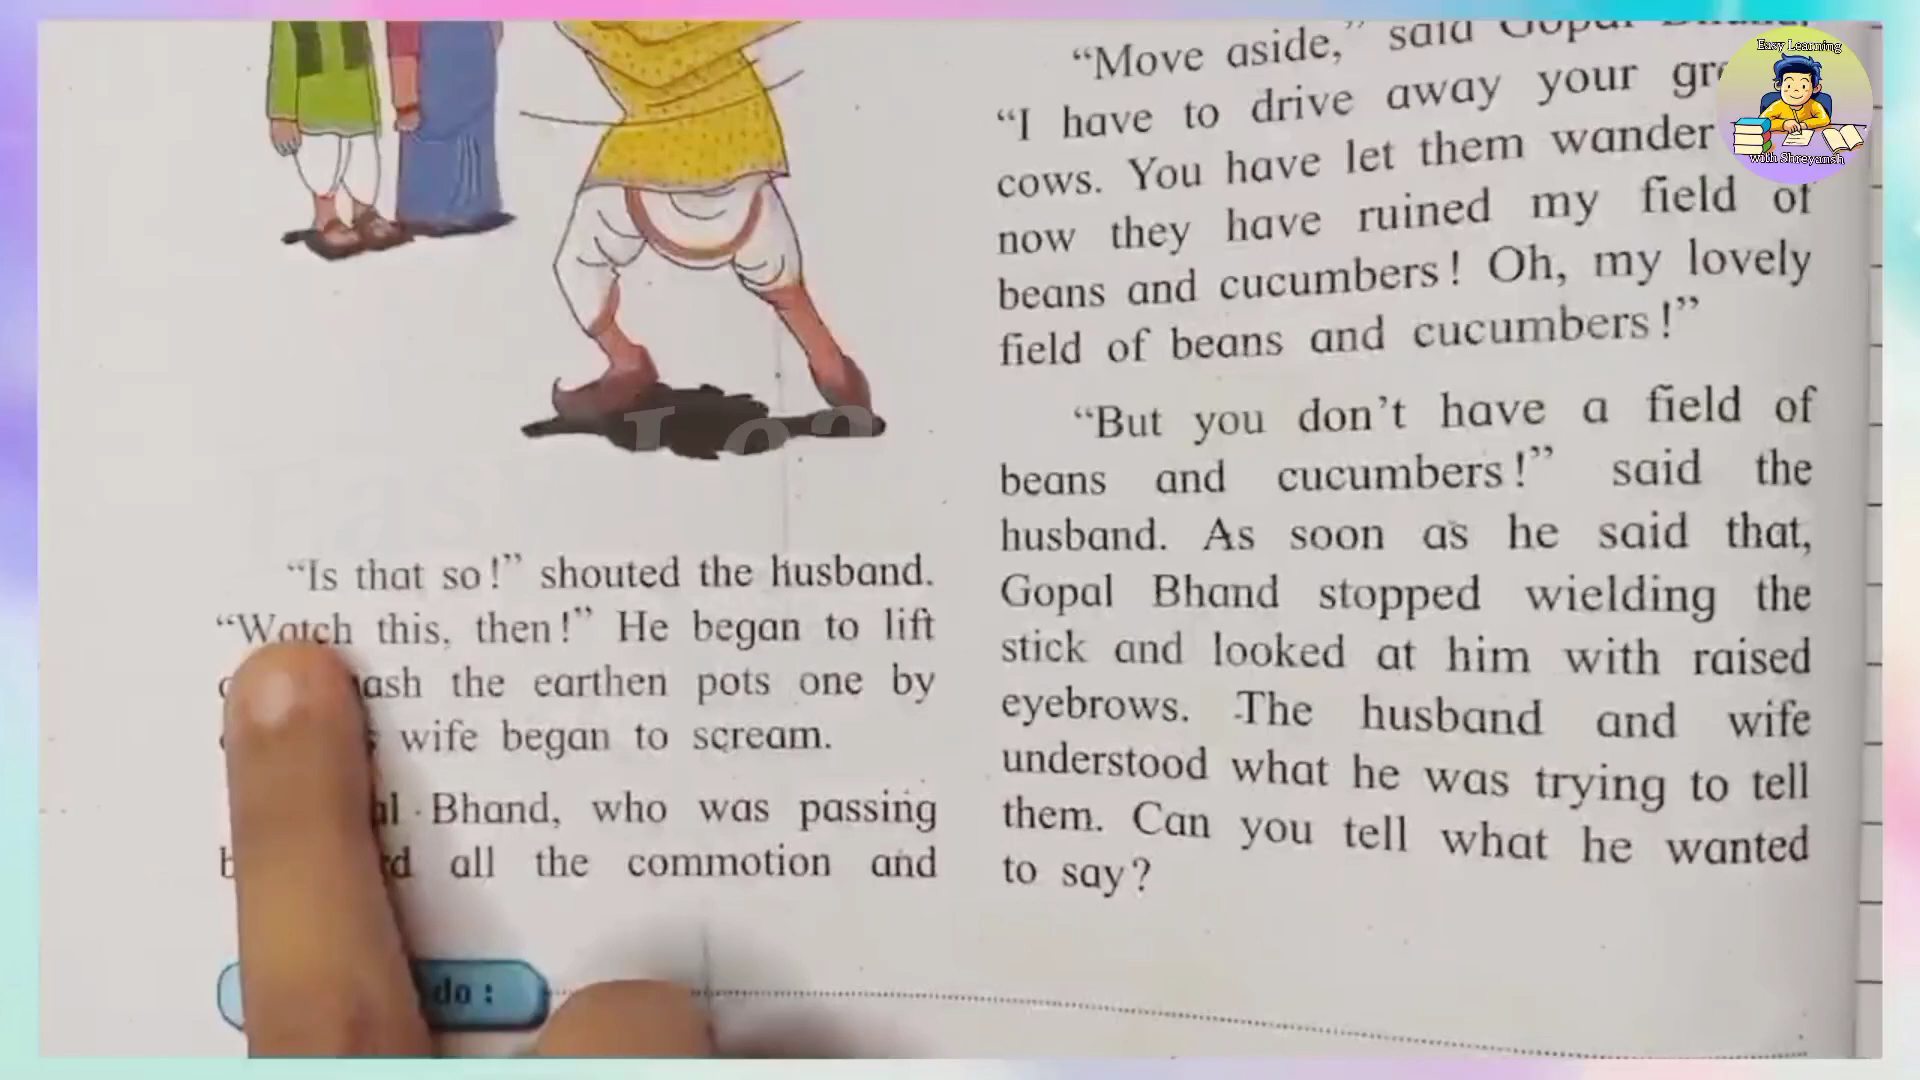 “Is that so!” shouted the husband.
“Watch this, then!” He began to lift
the earthen pots one by
wife began to scream.
Bhand, who was passing
all the commotion and
do:
“Move aside,” said Gopal
“I have to drive away your
cows. You have let them wander
now they have ruined my field of
beans and cucumbers! Oh, my lovely
field of beans and cucumbers!”
“But you don’t have a field of
beans and cucumbers!” said the
husband. As soon as he said that,
Gopal Bhand stopped wielding the
stick and looked at him with raised
eyebrows. The husband and wife
understood what he was trying to tell
them. Can you tell what he wanted
to say?
Easy Learning
with Shreyansh